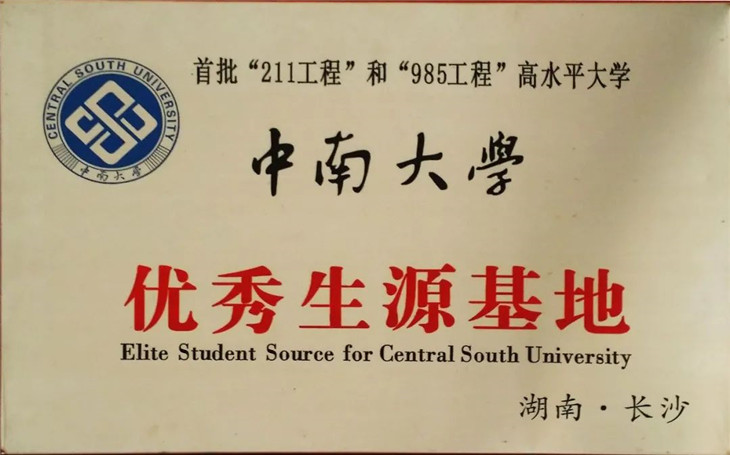 首批“211工程”和“985工程”高水平大学
CENTRAL SOUTH UNIVERSITY
中南大学
中南大學
优秀生源基地
Elite Student Source for Central South University
湖南·长沙